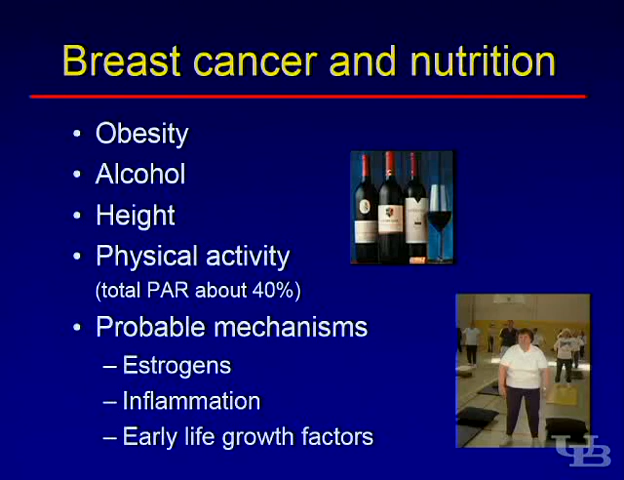 Breast cancer and nutrition
• Obesity
• Alcohol
• Height
• Physical activity
(total PAR about 40%)
• Probable mechanisms
– Estrogens
– Inflammation
– Early life growth factors
UB